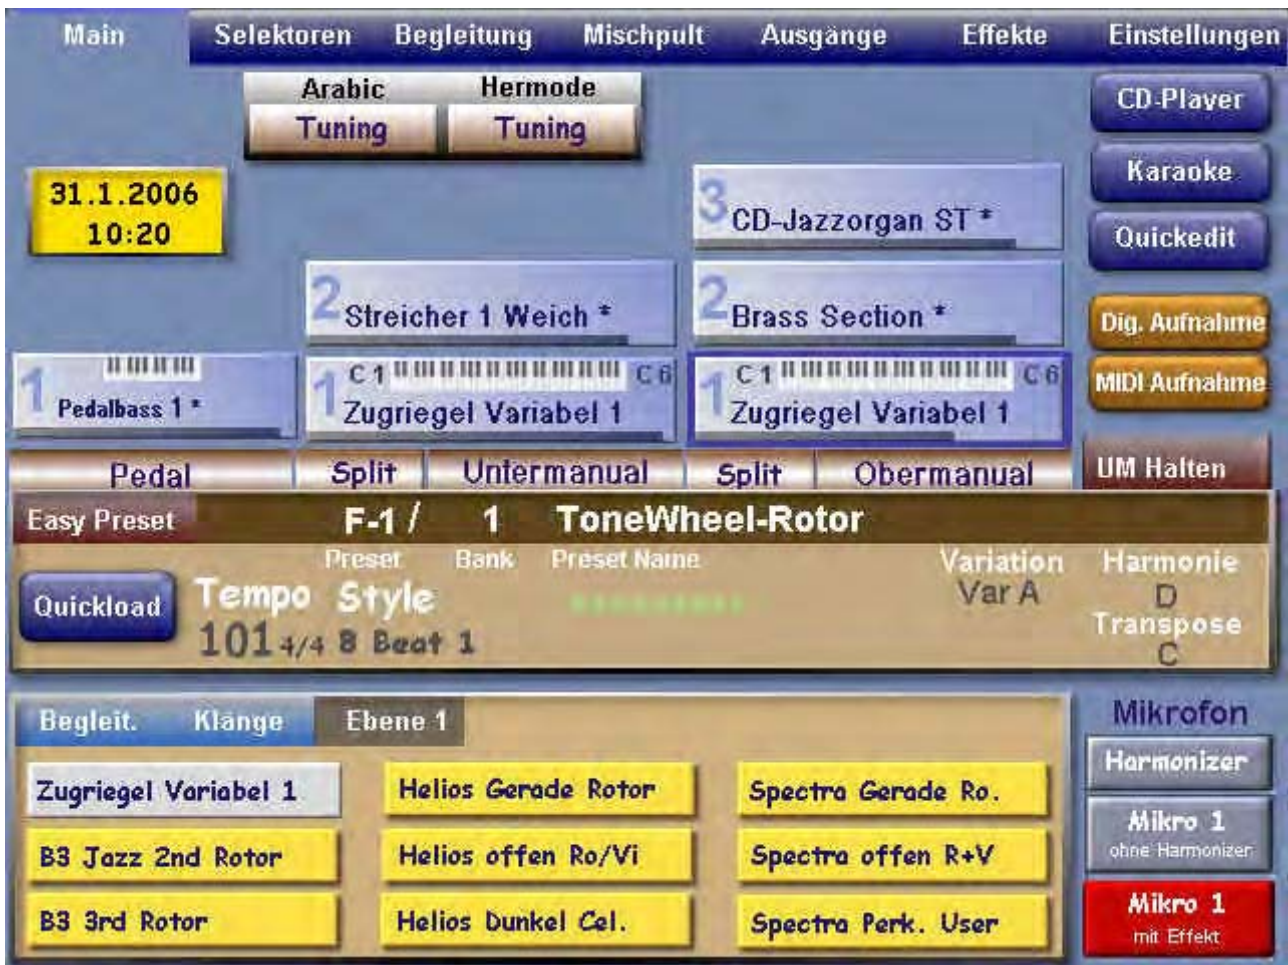 Main Selektoren Begleitung Mischpult Ausgänge Effekte Einstellungen
Arabic Tuning
Hermode Tuning
CD-Player
Karaoke
Quickedit
31.1.2006
10:20
3 CD-Jazzorgan ST *
2 Streicher 1 Weich *
2 Brass Section *
Dig. Aufnahme
MIDI Aufnahme
1 Pedalbass 1 *
C 1 C 6
1 Zugriegel Variabel 1
C 1 C 6
1 Zugriegel Variabel 1
Pedal Split Untermanual Split Obermanual
UM Halten
Easy Preset F-1 / 1 ToneWheel-Rotor
Preset Bank Preset Name
Variation Harmonie
Var A D
Quickload
Tempo Style
101 4/4 8 Beat 1
Transpose
C
Begleit. Klänge Ebene 1
Zugriegel Variabel 1 Helios Gerade Rotor Spectra Gerade Ro.
B3 Jazz 2nd Rotor Helios offen Ro/Vi Spectra offen R+V
B3 3rd Rotor Helios Dunkel Cel. Spectra Perk. User
Mikrofon
Harmonizer
Mikro 1
ohne Harmonizer
Mikro 1
mit Effekt